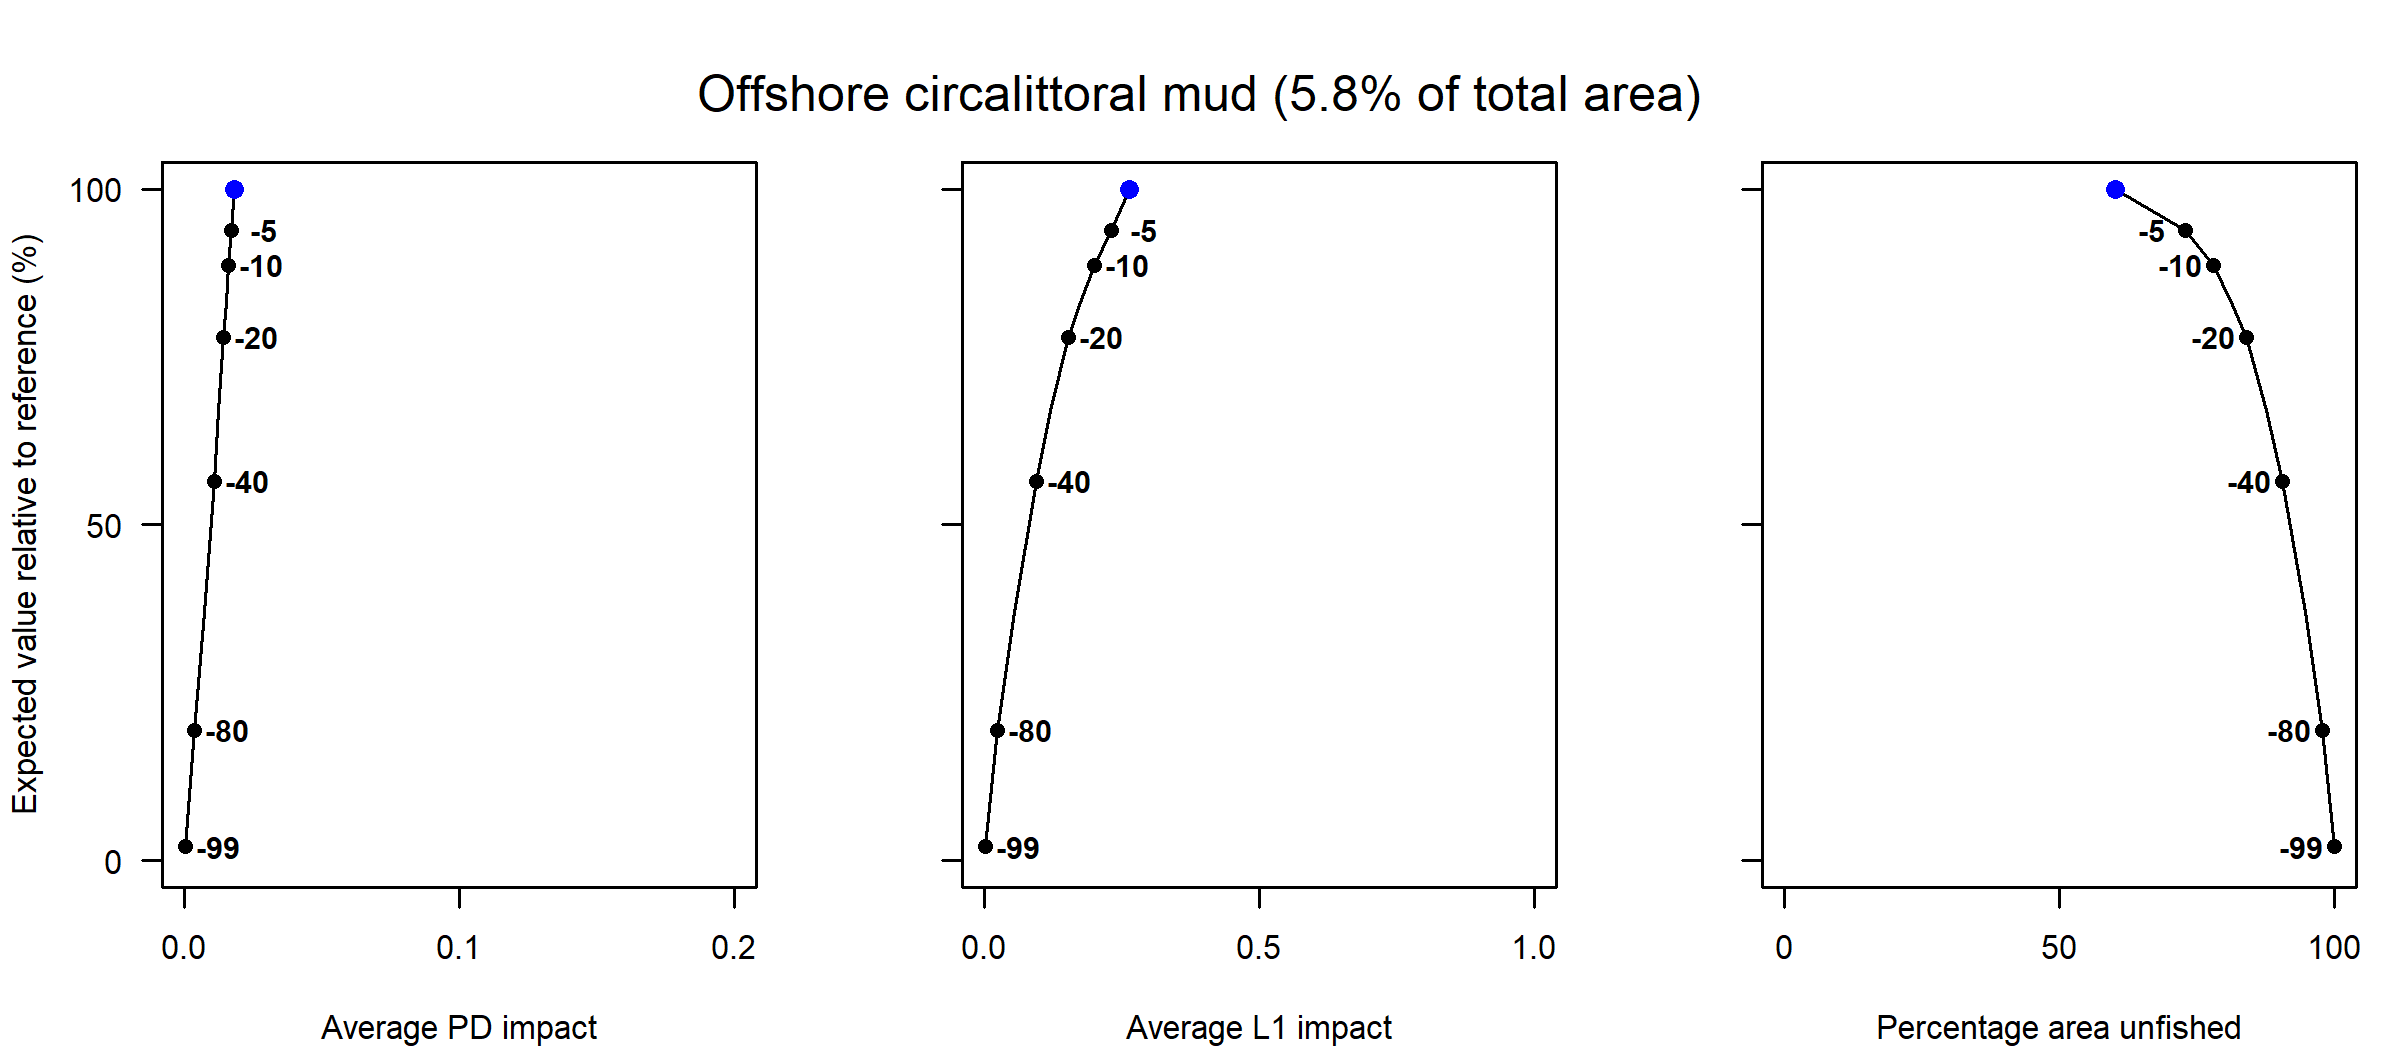 Offshore circalittoral mud (5.8% of total area)
Expected value relative to reference (%)
100
50
0
-5
-10
-20
-40
-80
-99
0.0 0.1 0.2
Average PD impact
-5
-10
-20
-40
-80
-99
0.0 0.5 1.0
Average L1 impact
-5
-10
-20
-40
-80
-99
0 50 100
Percentage area unfished